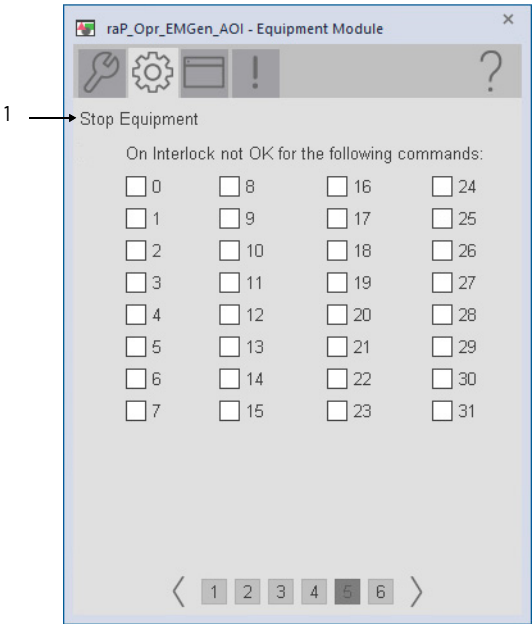 raP_Opr_EMGen_AOI - Equipment Module
1
Stop Equipment
On Interlock not OK for the following commands:
0 8 16 24
1 9 17 25
2 10 18 26
3 11 19 27
4 12 20 28
5 13 21 29
6 14 22 30
7 15 23 31
1 2 3 4 5 6